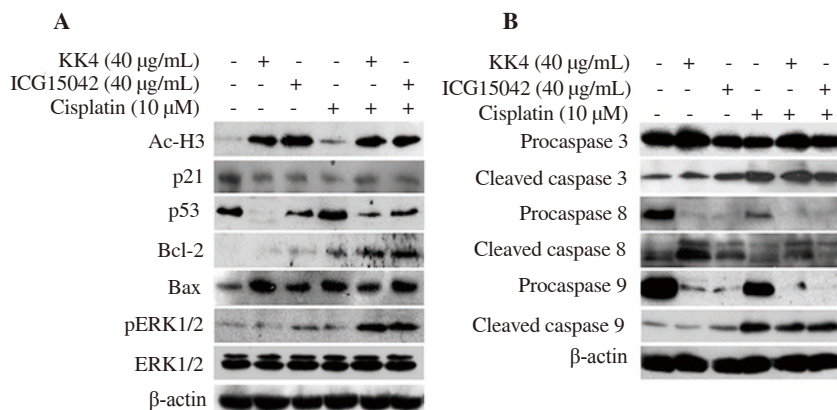 A
KK4 (40 µg/mL) - + - - + -
ICG15042 (40 µg/mL) - - + - - +
Cisplatin (10 µM) - - - + + +
Ac-H3
p21
p53
Bcl-2
Bax
pERK1/2
ERK1/2
β-actin
B
KK4 (40 µg/mL) - + - - + -
ICG15042 (40 µg/mL) - - + - - +
Cisplatin (10 µM) - - - + + +
Procaspase 3
Cleaved caspase 3
Procaspase 8
Cleaved caspase 8
Procaspase 9
Cleaved caspase 9
β-actin